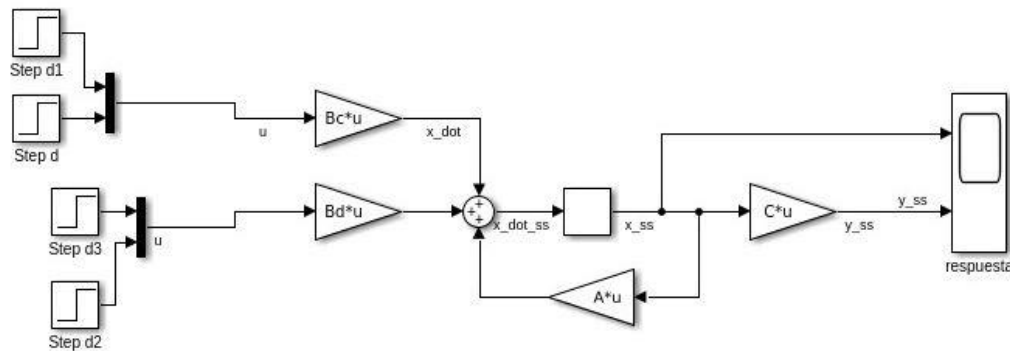 Step d1
Step d
u
Bc*u
x_dot
Step d3
u
Step d2
Bd*u
+
+
+
x_dot_ss
x_ss
A*u
C*u
y_ss
y_ss
respuesta